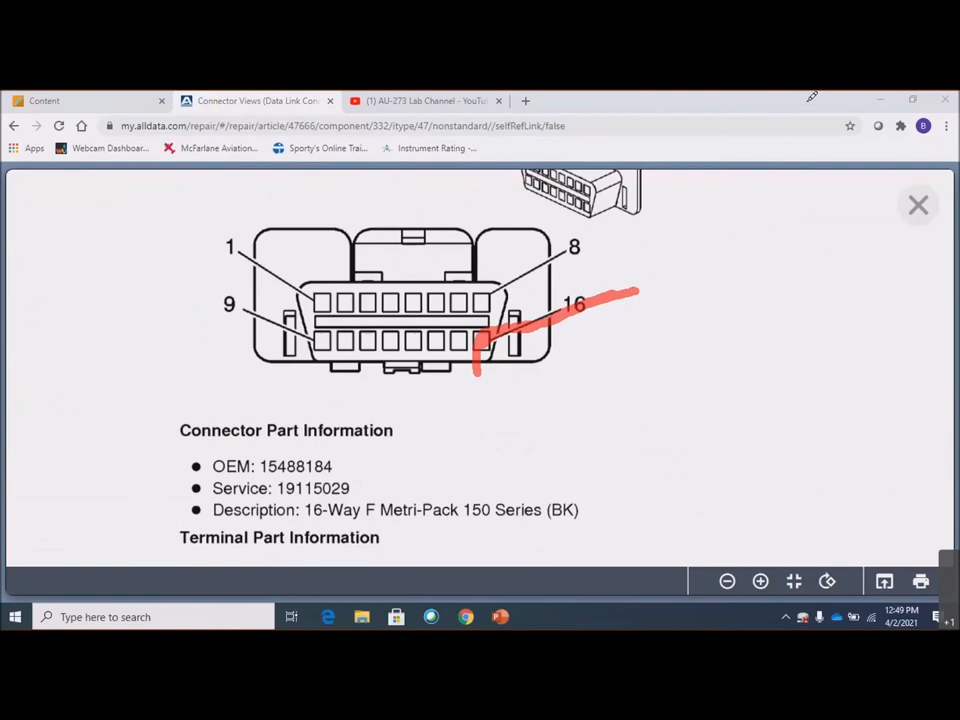 Content
Connector Views (Data Link Con
(1) AU-273 Lab Channel - YouTu
my.alldata.com/repair/#/repair/article/47666/component/332/itype/47/nonstandard//selfRefLink/false
B
Apps
Webcam Dashboar...
McFarlane Aviation...
Sporty's Online Trai...
Instrument Rating -...
1
8
9
16
Connector Part Information
OEM: 15488184
Service: 19115029
Description: 16-Way F Metri-Pack 150 Series (BK)
Terminal Part Information
Type here to search
12:49 PM
4/2/2021
+1